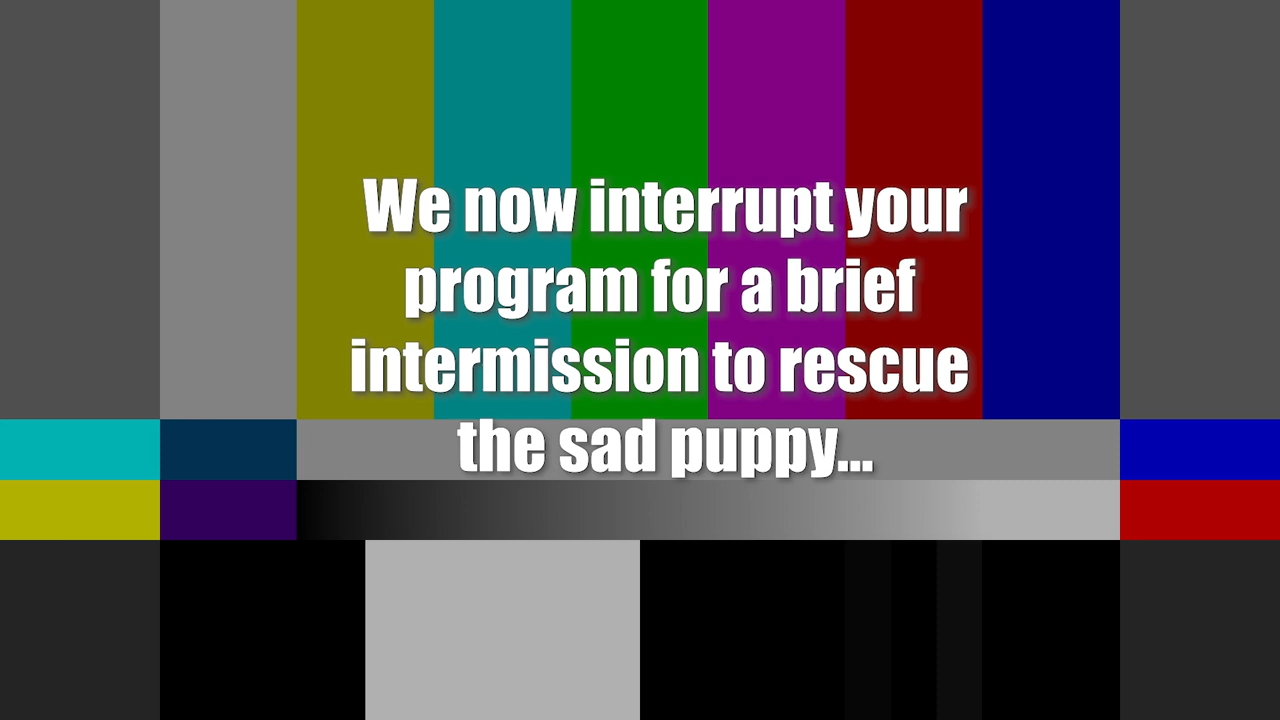 We now interrupt your
program for a brief
intermission to rescue
the sad puppy...